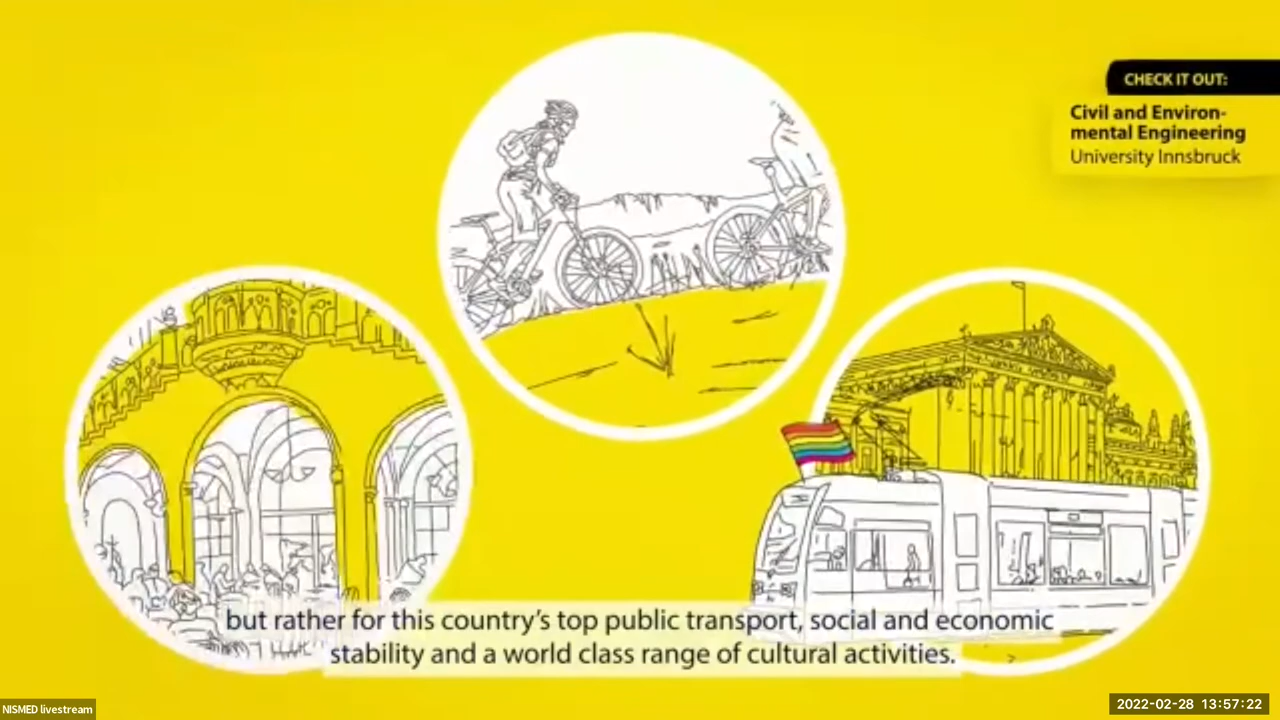 CHECK IT OUT:
Civil and Environ-
mental Engineering
University Innsbruck
but rather for this country's top public transport, social and economic
stability and a world class range of cultural activities.
NISMED livestream
2022-02-28 13:57:22